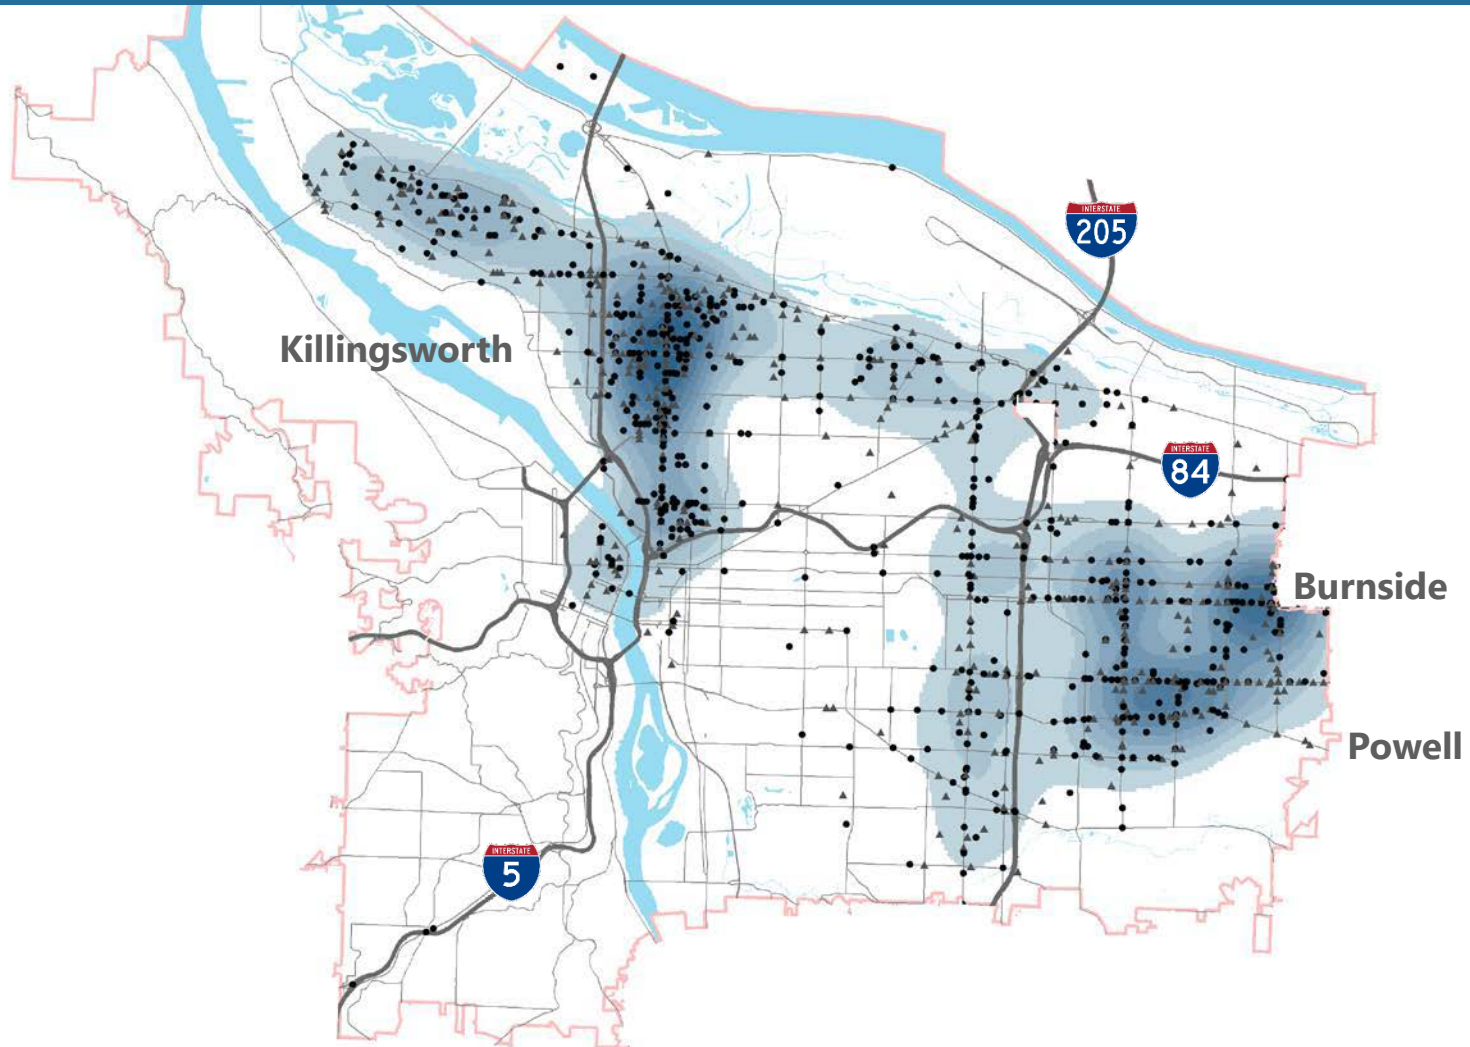 INTERSTATE
205
Killingsworth
INTERSTATE
84
Burnside
Powell
INTERSTATE
5